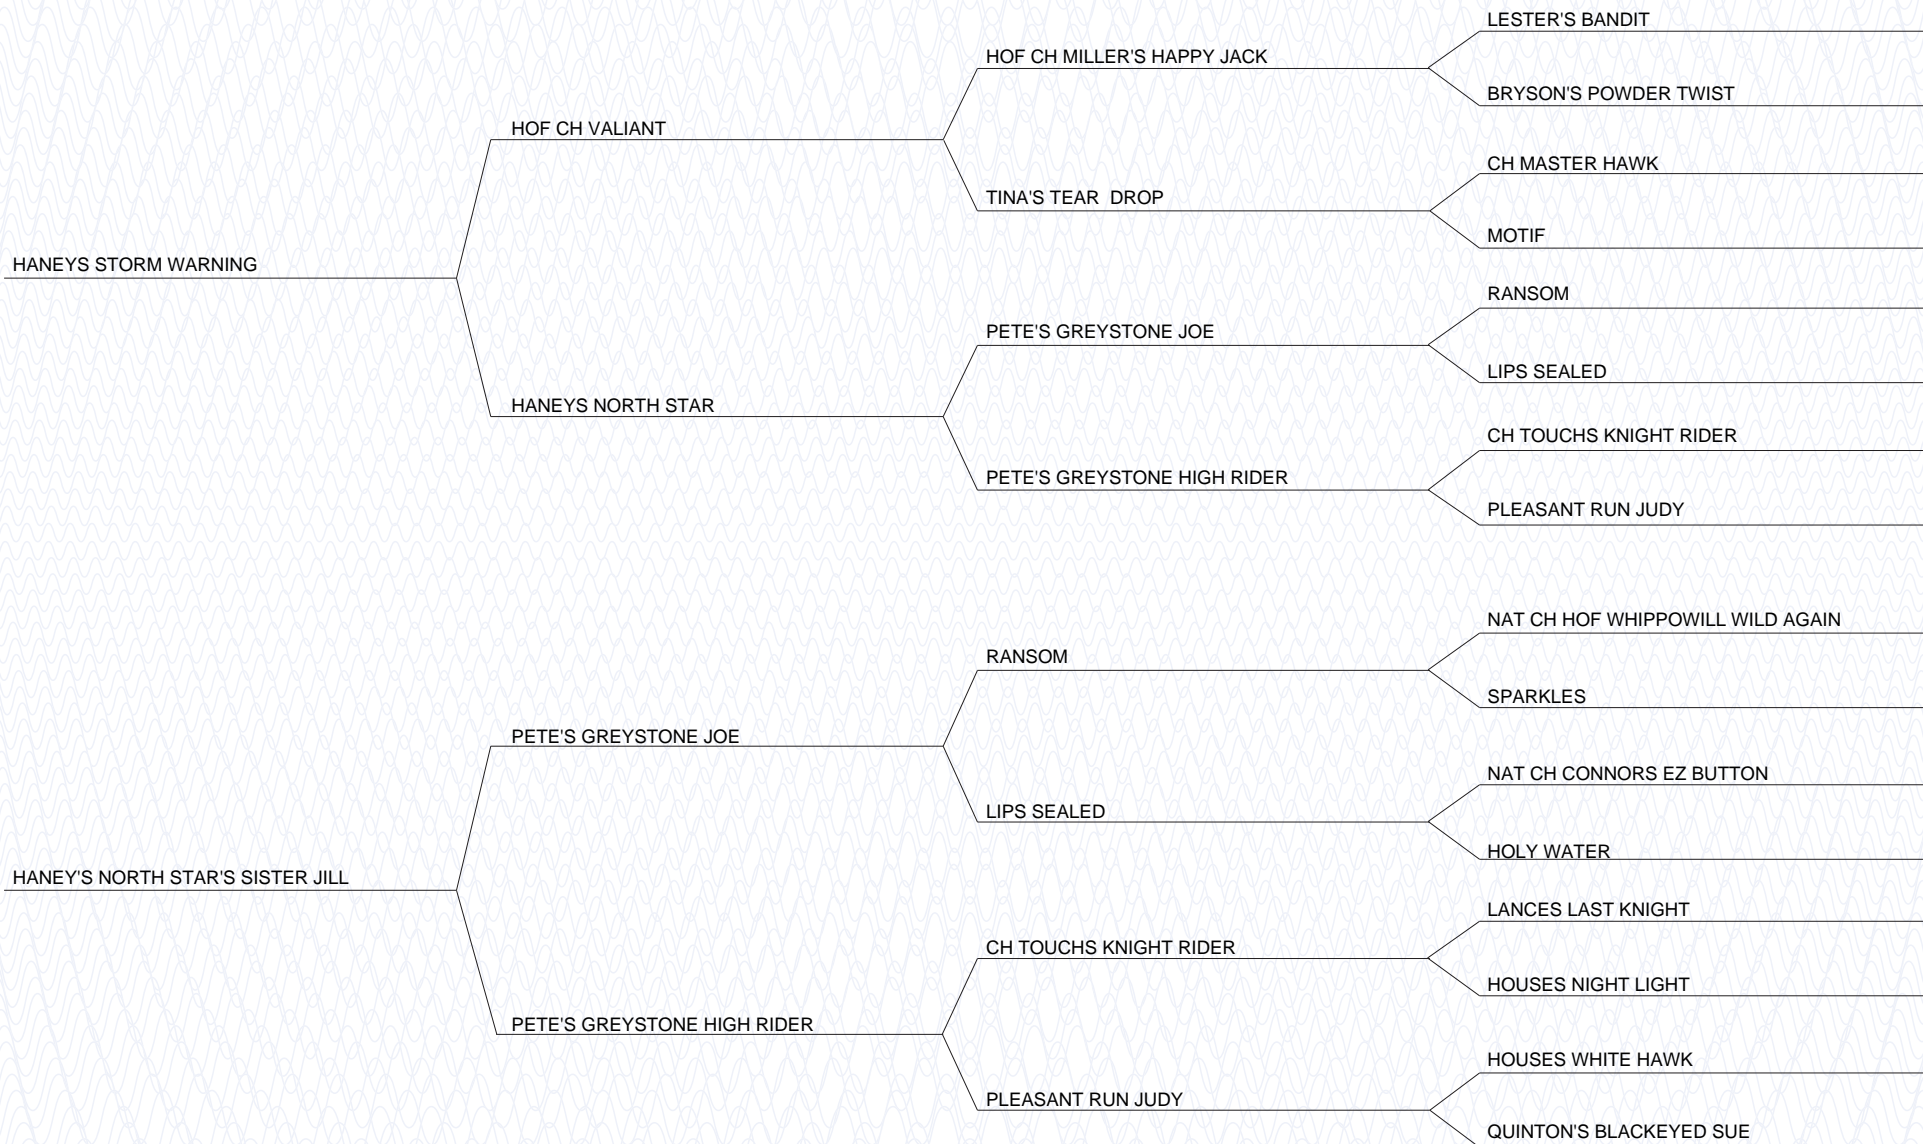 LESTER'S BANDIT
HOF CH MILLER'S HAPPY JACK
BRYSON'S POWDER TWIST
HOF CH VALIANT
CH MASTER HAWK
TINA'S TEAR  DROP
MOTIF
HANEYS STORM WARNING
RANSOM
PETE'S GREYSTONE JOE
LIPS SEALED
HANEYS NORTH STAR
CH TOUCHS KNIGHT RIDER
PETE'S GREYSTONE HIGH RIDER
PLEASANT RUN JUDY
NAT CH HOF WHIPPOWILL WILD AGAIN
RANSOM
SPARKLES
PETE'S GREYSTONE JOE
NAT CH CONNORS EZ BUTTON
LIPS SEALED
HOLY WATER
HANEY'S NORTH STAR'S SISTER JILL
LANCES LAST KNIGHT
CH TOUCHS KNIGHT RIDER
HOUSES NIGHT LIGHT
PETE'S GREYSTONE HIGH RIDER
HOUSES WHITE HAWK
PLEASANT RUN JUDY
QUINTON'S BLACKEYED SUE